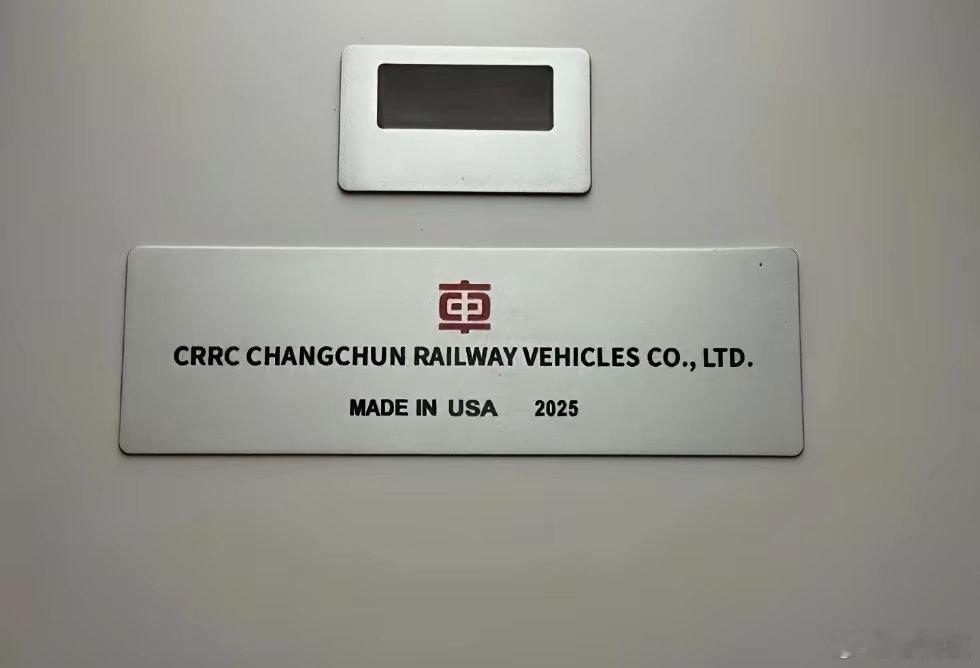 CRRC CHANGCHUN RAILWAY VEHICLES CO., LTD.
MADE IN USA 2025